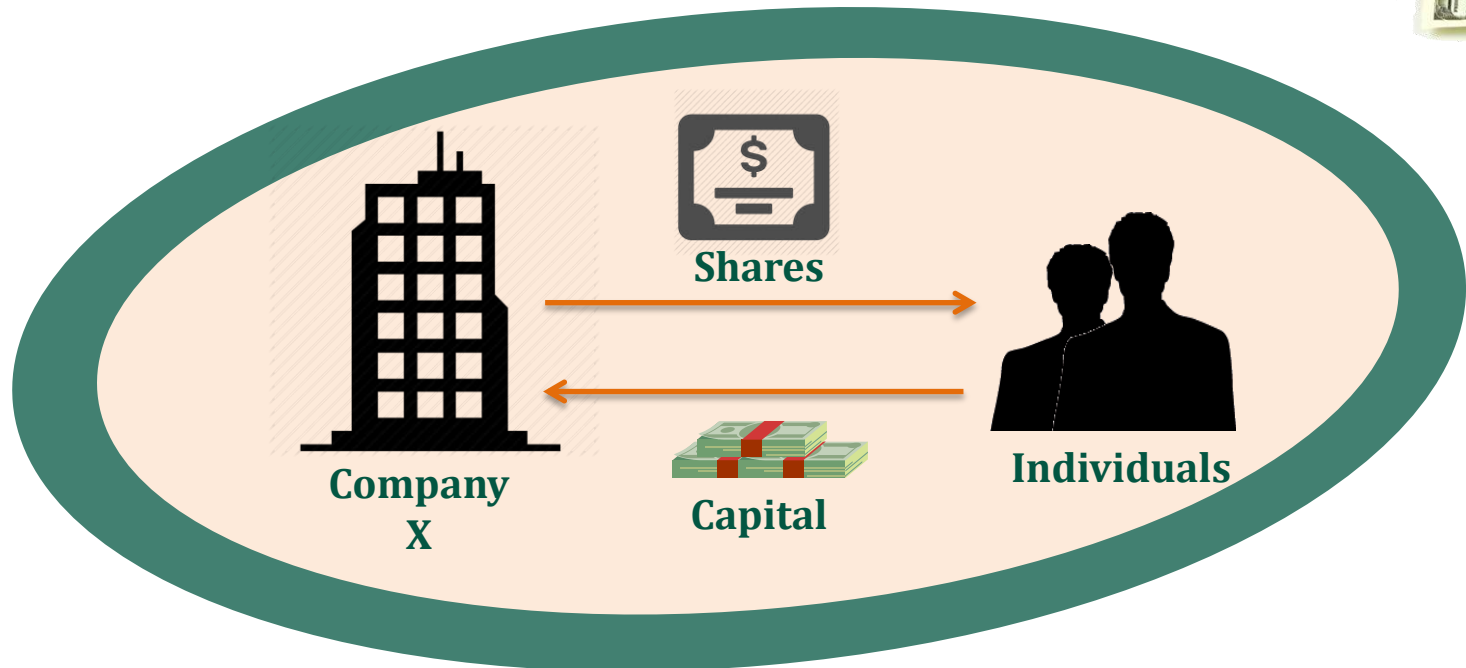 $
Shares
Company
X
Capital
Individuals